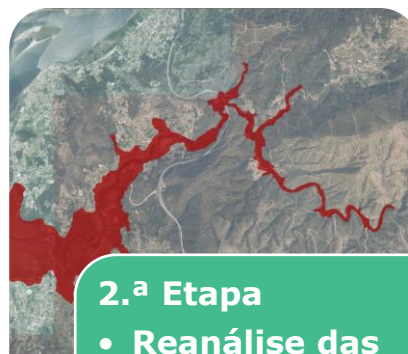 2.ª Etapa
• Reanálise das